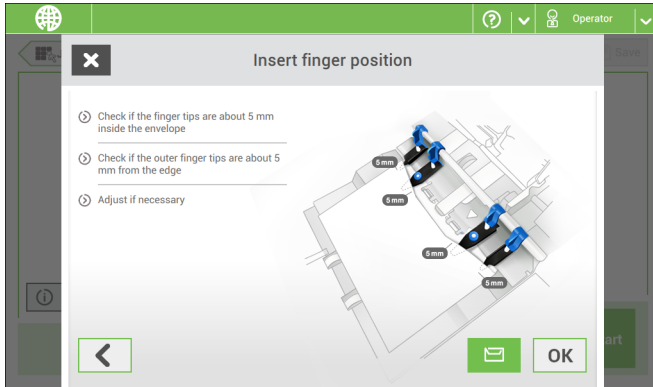 Operator
Save
Insert finger position
Check if the finger tips are about 5 mm
inside the envelope
Check if the outer finger tips are about 5
mm from the edge
Adjust if necessary
5 mm
5 mm
5 mm
5 mm
OK
art